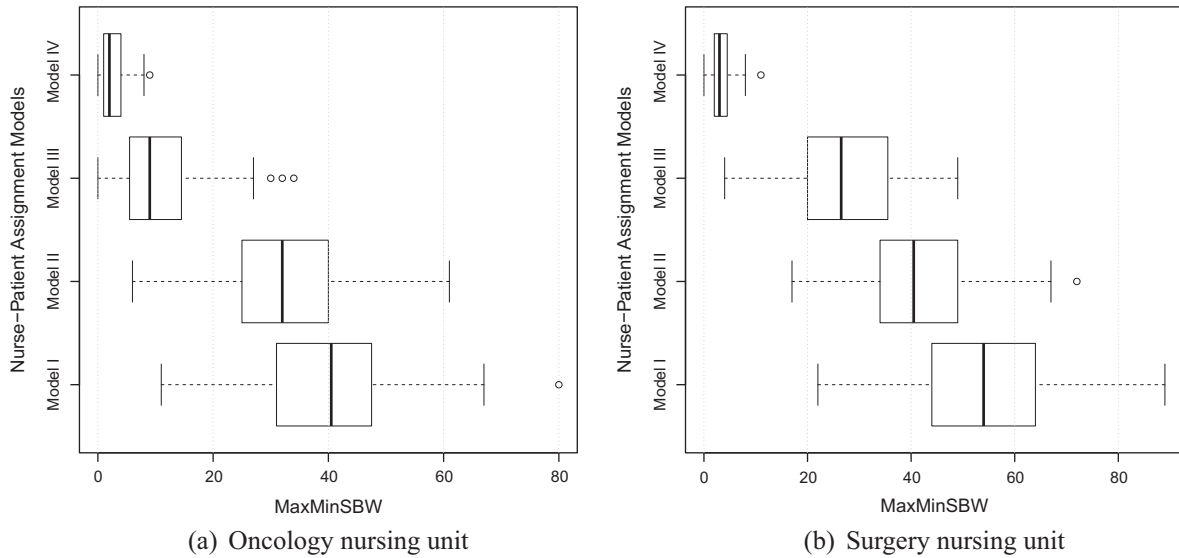 Nurse−Patient Assignment Models
Model IV
Model III
Model II
Model I
0 20 40 60 80
MaxMinSBW
(a) Oncology nursing unit
Nurse−Patient Assignment Models
Model IV
Model III
Model II
Model I
0 20 40 60 80
MaxMinSBW
(b) Surgery nursing unit